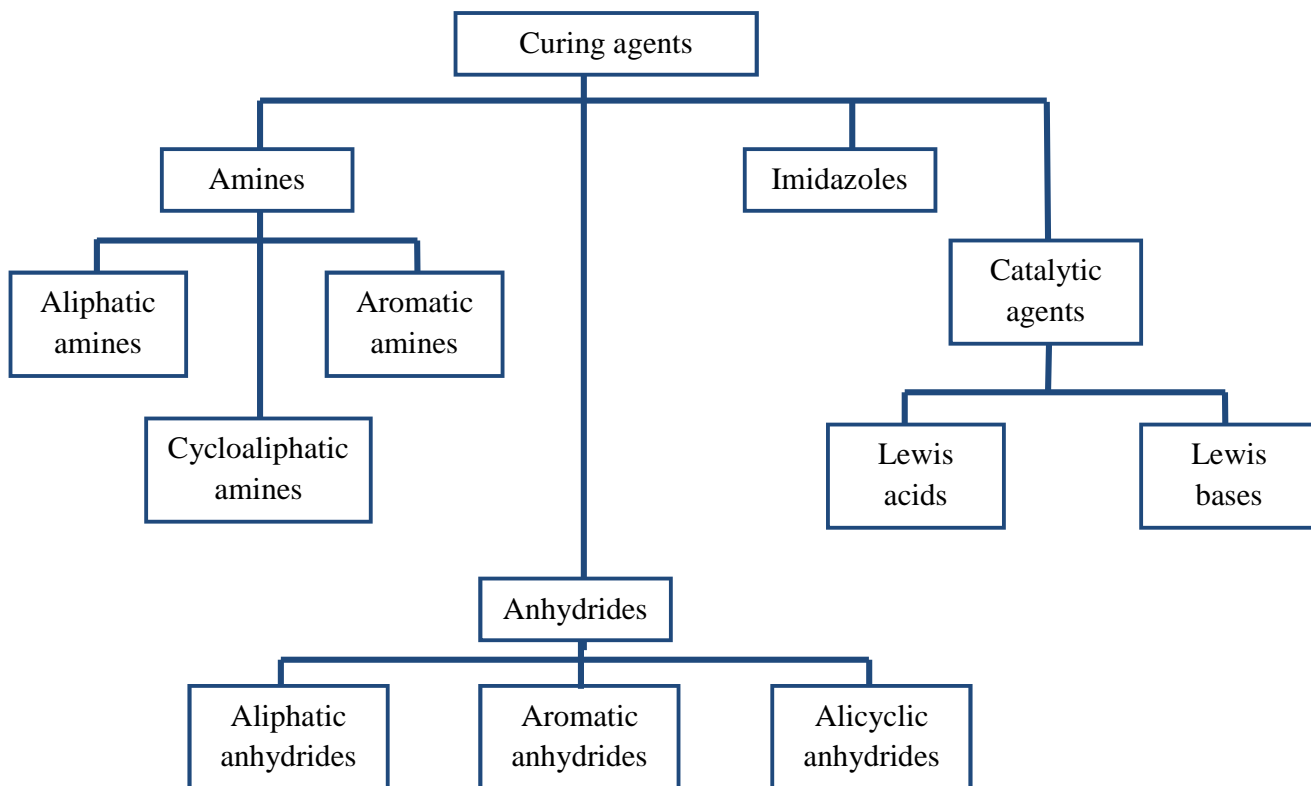 Curing agents
Amines
Imidazoles
Aliphatic
amines
Aromatic
amines
Catalytic
agents
Cycloaliphatic
amines
Lewis
acids
Lewis
bases
Anhydrides
Aliphatic
anhydrides
Aromatic
anhydrides
Alicyclic
anhydrides